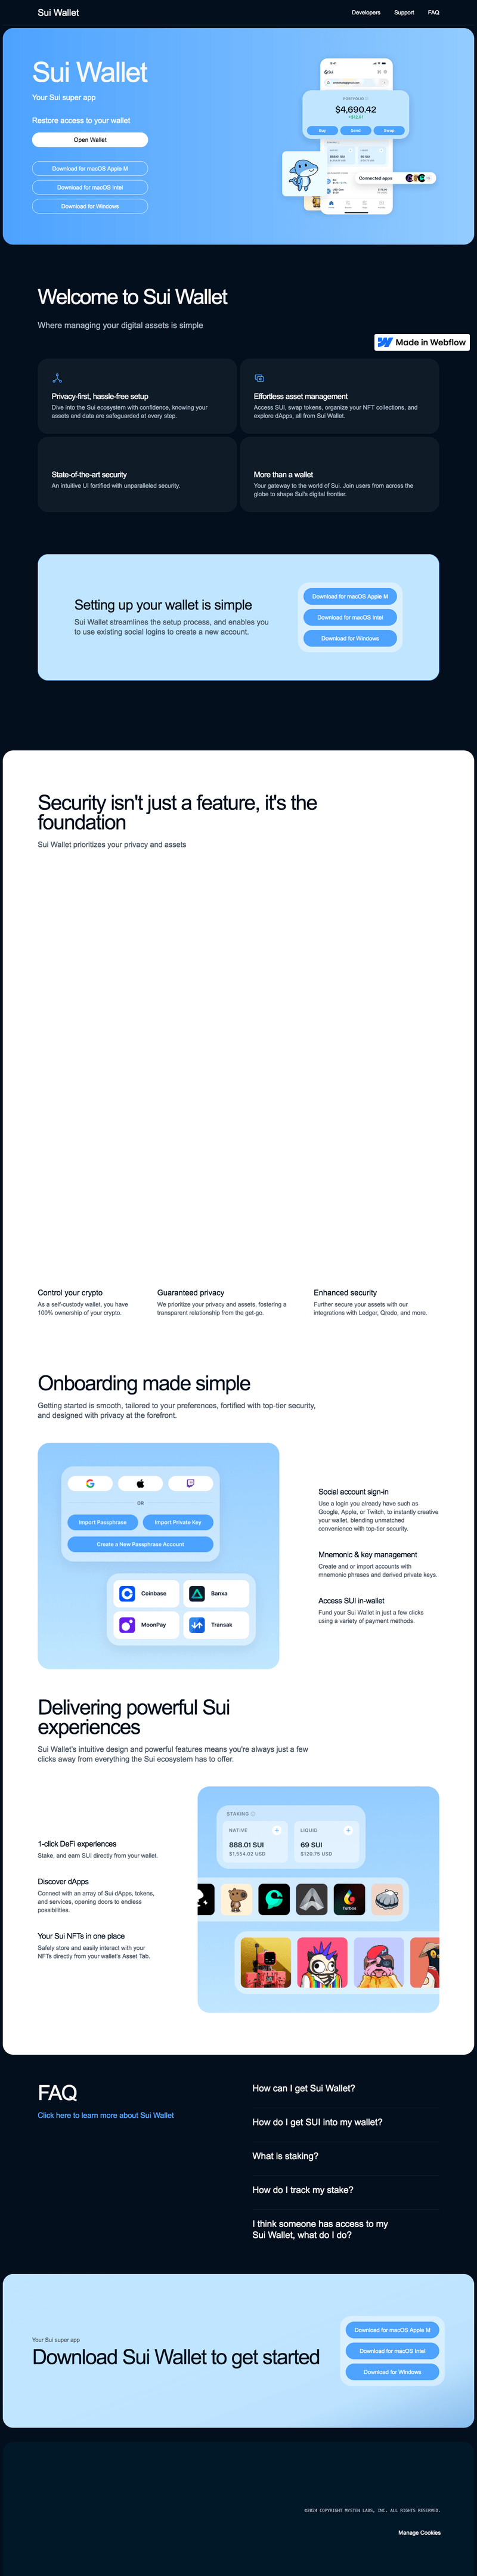 Sui Wallet
Developers
Support
FAQ
Sui Wallet
Your Sui super app
Restore access to your wallet
Open Wallet
Download for macOS Apple M
Download for macOS Intel
Download for Windows
Sui
PORTFOLIO
$4,690.42
Buy
Send
Swap
888.01 SUI
69 SUI
Connected apps
Welcome to Sui Wallet
Where managing your digital assets is simple
Made in Webflow
Privacy-first, hassle-free setup
Dive into the Sui ecosystem with confidence, knowing your
assets and data are safeguarded at every step.
Effortless asset management
Access SUI, swap tokens, organize your NFT collections, and
explore dApps, all from Sui Wallet.
State-of-the-art security
An intuitive UI fortified with unparalleled security.
More than a wallet
Your gateway to the world of Sui. Join users from across the
globe to shape Sui's digital frontier.
Setting up your wallet is simple
Sui Wallet streamlines the setup process, and enables you
to use existing social logins to create a new account.
Download for macOS Apple M
Download for macOS Intel
Download for Windows
Security isn't just a feature, it's the
foundation
Sui Wallet prioritizes your privacy and assets
Control your crypto
As a self-custody wallet, you have
100% ownership of your crypto.
Guaranteed privacy
We prioritize your privacy and assets, fostering a
transparent relationship from the get-go.
Enhanced security
Further secure your assets with our
integrations with Ledger, Qredo, and more.
Onboarding made simple
Getting started is smooth, tailored to your preferences, fortified with top-tier security,
and designed with privacy at the forefront.
OR
Import Passphrase
Import Private Key
Create a New Passphrase Account
Coinbase
Banxa
MoonPay
Transak
Social account sign-in
Use a login you already have such as
Google, Apple, or Twitch, to instantly creative
your wallet, blending unmatched
convenience with top-tier security.
Mnemonic & key management
Create and or import accounts with
mnemonic phrases and derived private keys.
Access SUI in-wallet
Fund your Sui Wallet in just a few clicks
using a variety of payment methods.
Delivering powerful Sui
experiences
Sui Wallet's intuitive design and powerful features means you're always just a few
clicks away from everything the Sui ecosystem has to offer.
1-click DeFi experiences
Stake, and earn SUI directly from your wallet.
Discover dApps
Connect with an array of Sui dApps, tokens,
and services, opening doors to endless
possibilities.
Your Sui NFTs in one place
Safely store and easily interact with your
NFTs directly from your wallet's Asset Tab.
STAKING
NATIVE
888.01 SUI
$1,554.02 USD
LIQUID
69 SUI
$120.75 USD
Turbos
FAQ
Click here to learn more about Sui Wallet
How can I get Sui Wallet?
How do I get SUI into my wallet?
What is staking?
How do I track my stake?
I think someone has access to my
Sui Wallet, what do I do?
Your Sui super app
Download Sui Wallet to get started
Download for macOS Apple M
Download for macOS Intel
Download for Windows
©2024 COPYRIGHT MYSTEN LABS, INC. ALL RIGHTS RESERVED.
Manage Cookies